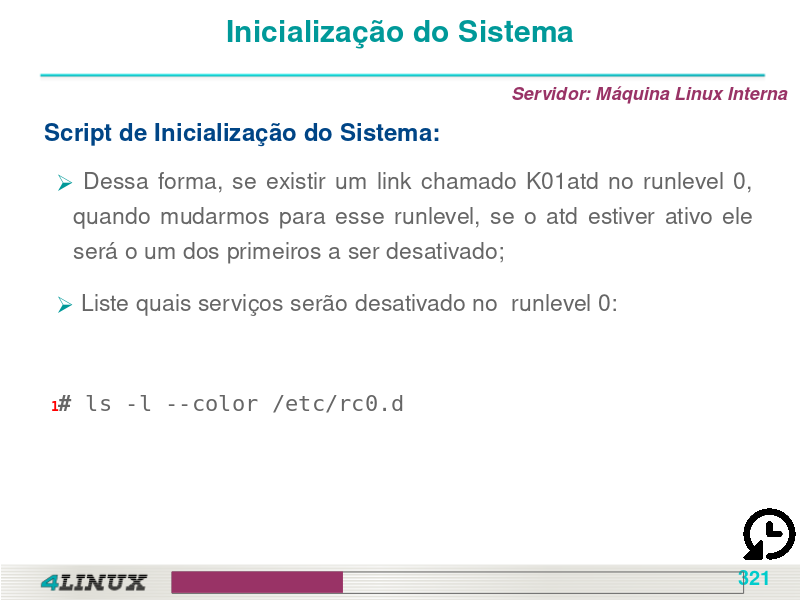 Inicialização do Sistema
Servidor: Máquina Linux Interna
Script de Inicialização do Sistema:
Dessa forma, se existir um link chamado K01atd no runlevel 0,
quando mudarmos para esse runlevel, se o atd estiver ativo ele
será o um dos primeiros a ser desativado;
Liste quais serviços serão desativado no  runlevel 0:
1# ls -l --color /etc/rc0.d
4LINUX
321